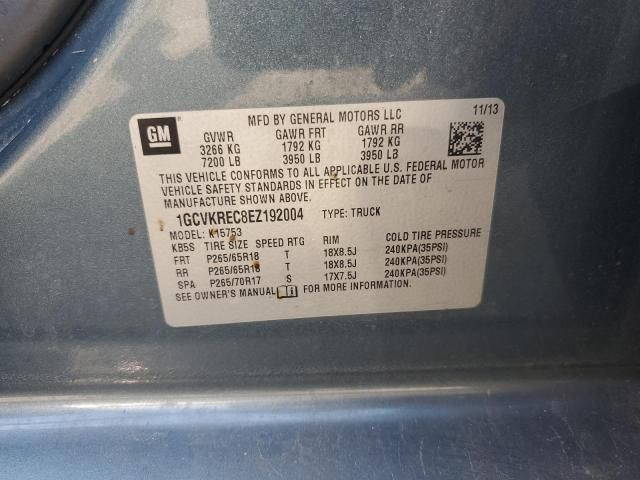 GM
MFD BY GENERAL MOTORS LLC 11/13
GVWR GAWR FRT GAWR RR
3266 KG 1792 KG 1792 KG
7200 LB 3950 LB 3950 LB
THIS VEHICLE CONFORMS TO ALL APPLICABLE U.S. FEDERAL MOTOR
VEHICLE SAFETY STANDARDS IN EFFECT ON THE DATE OF
MANUFACTURE SHOWN ABOVE.
1GCVKREC8EZ192004 TYPE: TRUCK
MODEL: K15753
KB5S TIRE SIZE SPEED RTG RIM COLD TIRE PRESSURE
FRT P265/65R18 T 18X8.5J 240KPA(35PSI)
RR P265/65R18 T 18X8.5J 240KPA(35PSI)
SPA P265/70R17 S 17X7.5J 240KPA(35PSI)
SEE OWNER'S MANUAL FOR MORE INFORMATION.